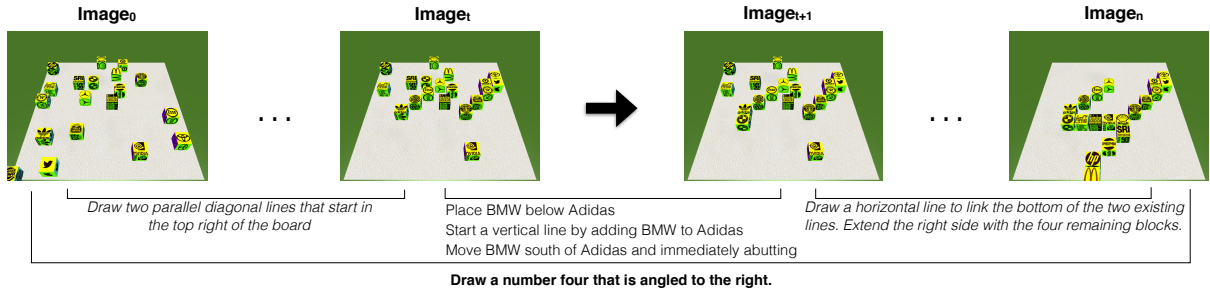 Image0 Imaget Imaget+1 Imagen
. . . . . .
Draw two parallel diagonal lines that start in
the top right of the board
Place BMW below Adidas
Start a vertical line by adding BMW to Adidas
Move BMW south of Adidas and immediately abutting
Draw a horizontal line to link the bottom of the two existing
lines. Extend the right side with the four remaining blocks.
Draw a number four that is angled to the right.